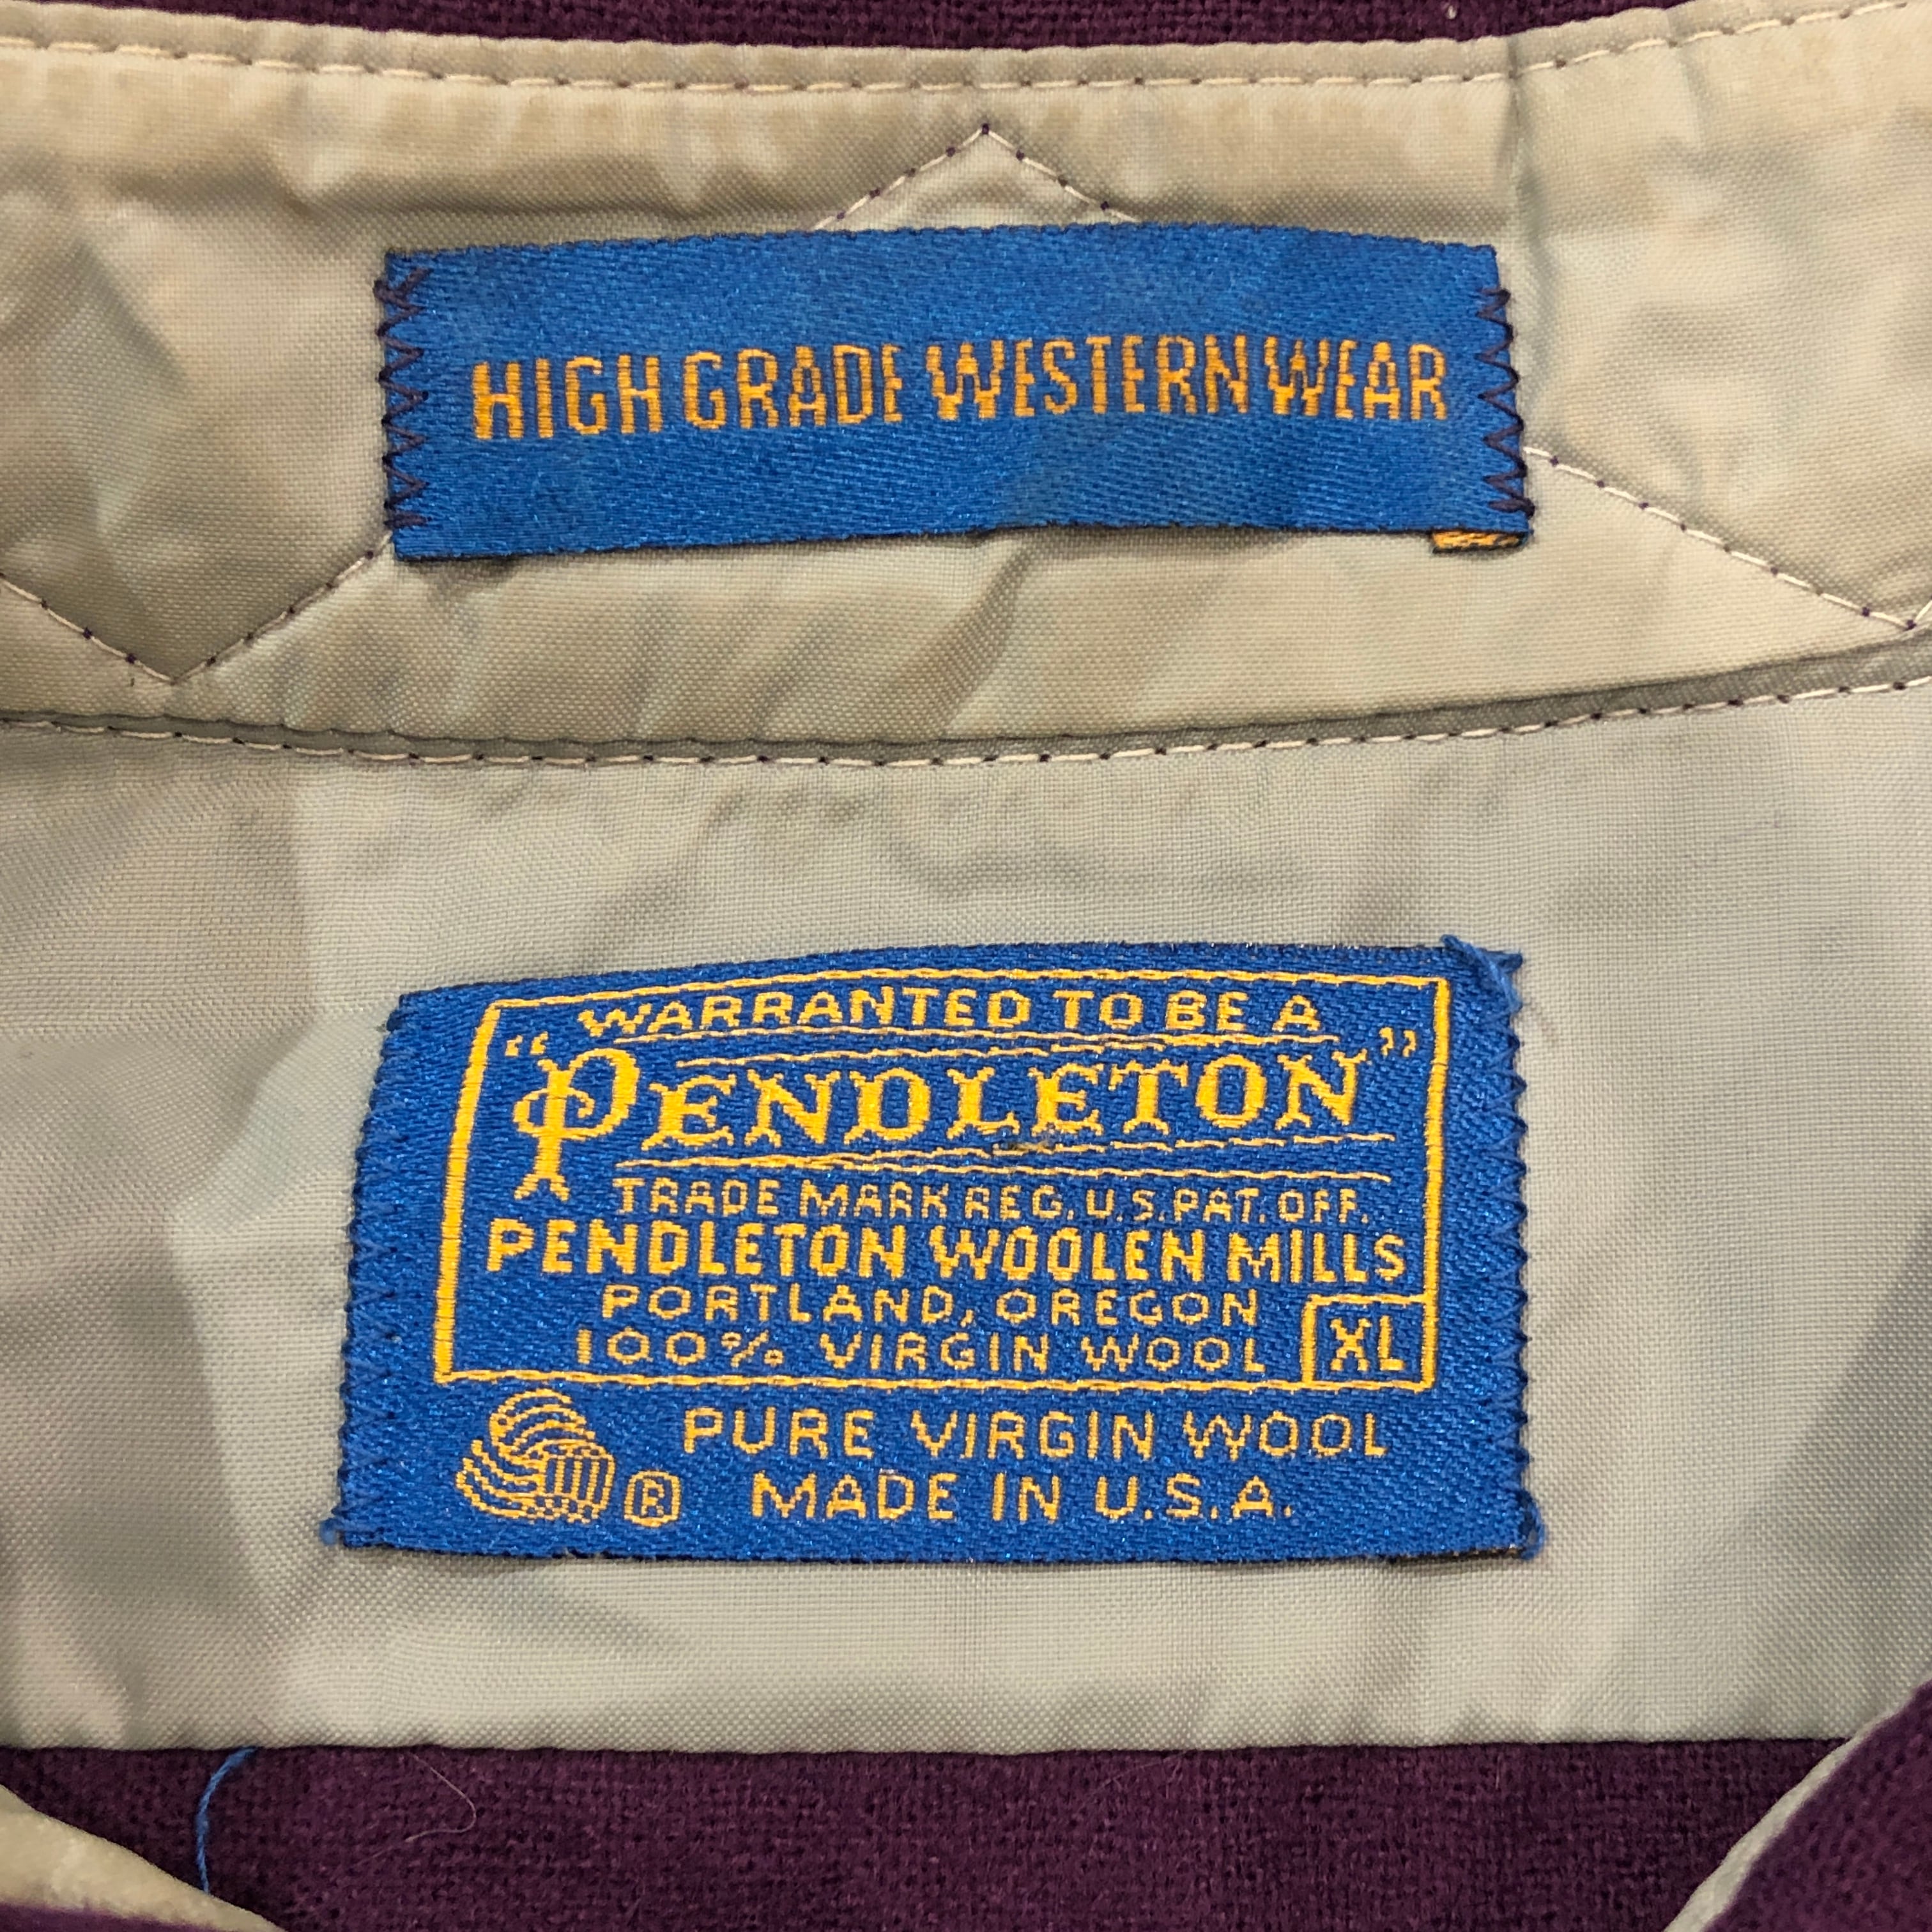 HIGH GRADE WESTERN WEAR
WARRANTED TO BE A
"PENDLETON"
TRADE MARK REG. U.S. PAT. OFF.
PENDLETON WOOLEN MILLS
PORTLAND, OREGON
100% VIRGIN WOOL XL
® PURE VIRGIN WOOL
MADE IN U.S.A.